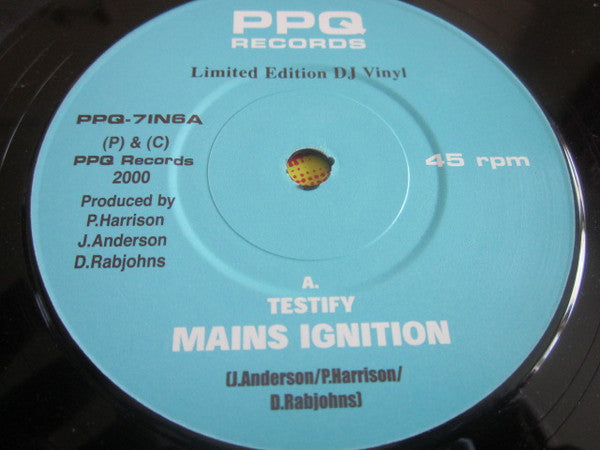 PPQ
RECORDS
Limited Edition DJ Vinyl
PPQ-7IN6A
(P) & (C)
PPQ Records
2000
Produced by
P.Harrison
J.Anderson
D.Rabjohns
45 rpm
A.
TESTIFY
MAINS IGNITION
(J.Anderson/P.Harrison/
D.Rabjohns)